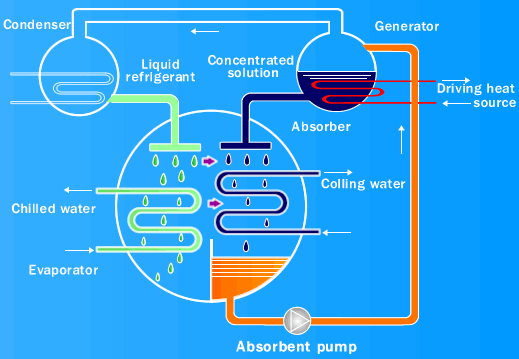 Condenser
Generator
Liquid
refrigerant
Concentrated
solution
Driving heat
source
Absorber
Colling water
Chilled water
Evaporator
Absorbent pump